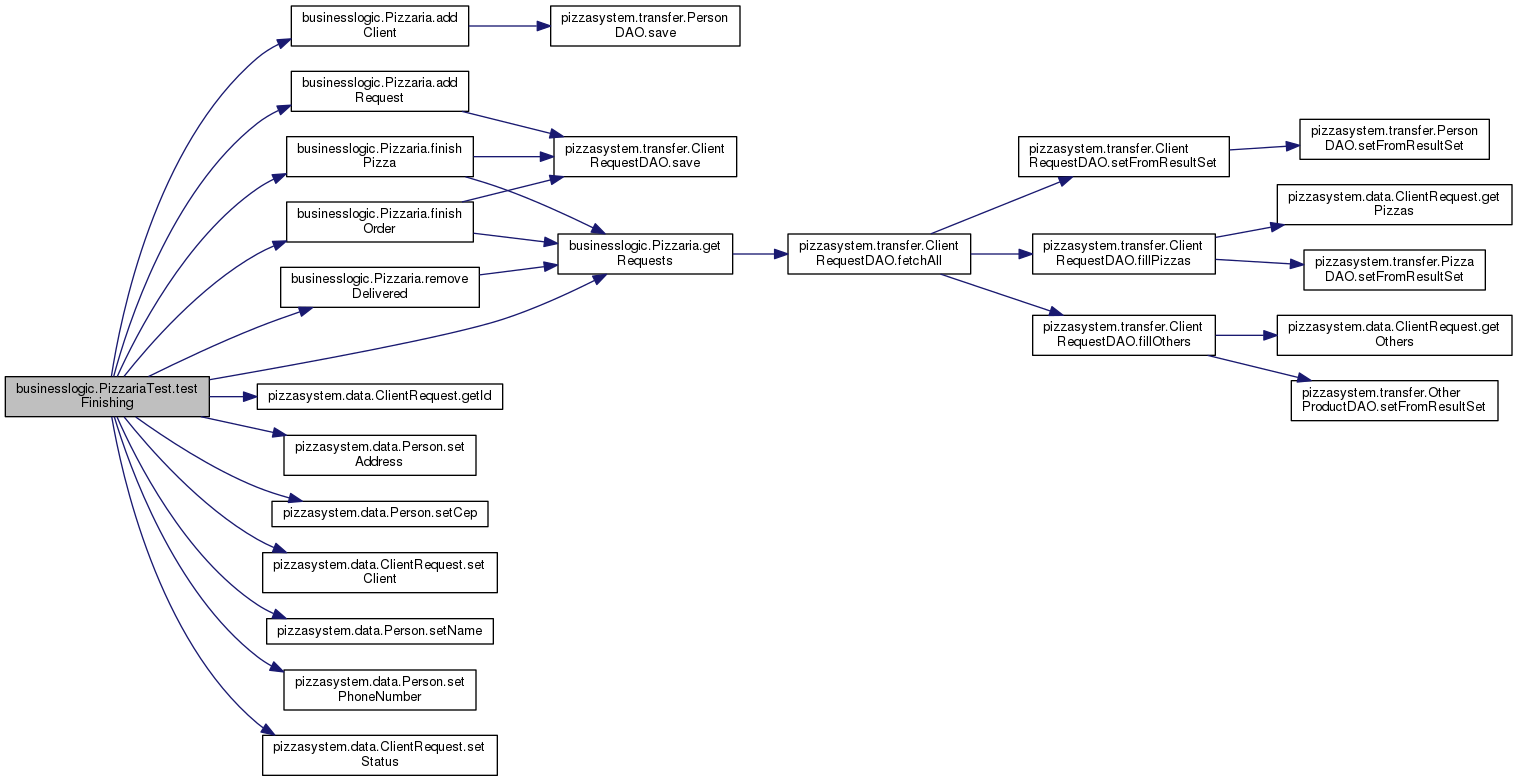 businesslogic.Pizzaria.add
Client
pizzasystem.transfer.Person
DAO.save
businesslogic.Pizzaria.add
Request
businesslogic.Pizzaria.finish
Pizza
pizzasystem.transfer.Client
RequestDAO.save
businesslogic.Pizzaria.finish
Order
businesslogic.Pizzaria.get
Requests
businesslogic.Pizzaria.remove
Delivered
pizzasystem.transfer.Client
RequestDAO.fetchAll
pizzasystem.transfer.Client
RequestDAO.setFromResultSet
pizzasystem.transfer.Person
DAO.setFromResultSet
pizzasystem.transfer.Client
RequestDAO.fillPizzas
pizzasystem.data.ClientRequest.get
Pizzas
pizzasystem.transfer.Pizza
DAO.setFromResultSet
pizzasystem.transfer.Client
RequestDAO.fillOthers
pizzasystem.data.ClientRequest.get
Others
pizzasystem.transfer.Other
ProductDAO.setFromResultSet
businesslogic.PizzariaTest.test
Finishing
pizzasystem.data.ClientRequest.getId
pizzasystem.data.Person.set
Address
pizzasystem.data.Person.setCep
pizzasystem.data.ClientRequest.set
Client
pizzasystem.data.Person.setName
pizzasystem.data.Person.set
PhoneNumber
pizzasystem.data.ClientRequest.set
Status